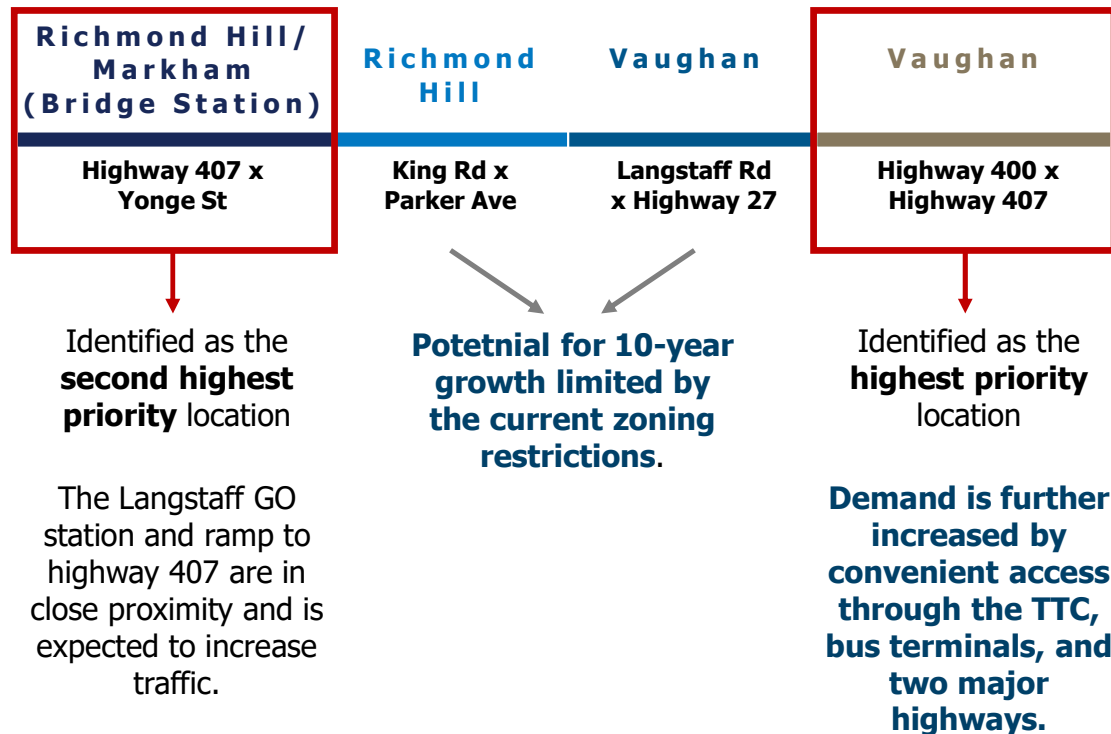 Richmond Hill/
Markham
(Bridge Station)
Highway 407 x
Yonge St
Identified as the
second highest
priority location
The Langstaff GO
station and ramp to
highway 407 are in
close proximity and is
expected to increase
traffic.
Richmond
Hill
King Rd x
Parker Ave
Vaughan
Langstaff Rd
x Highway 27
Potetnial for 10-year
growth limited by
the current zoning
restrictions.
Vaughan
Highway 400 x
Highway 407
Identified as the
highest priority
location
Demand is further
increased by
convenient access
through the TTC,
bus terminals, and
two major
highways.